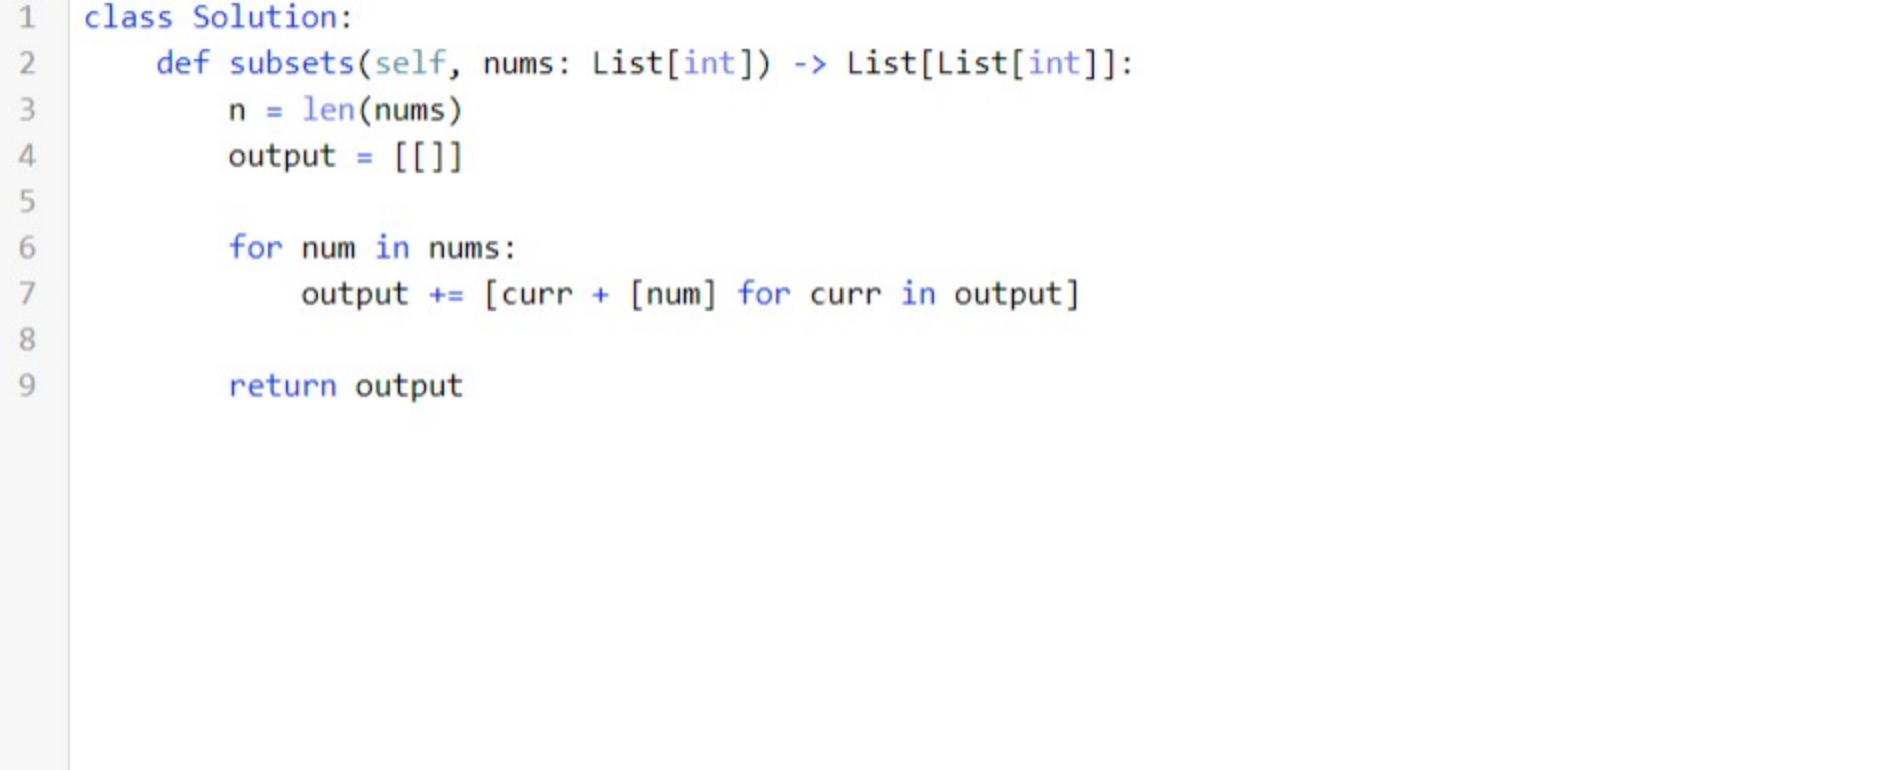 1 class Solution:
2     def subsets(self, nums: List[int]) -> List[List[int]]:
3         n = len(nums)
4         output = [[]]
5
6         for num in nums:
7             output += [curr + [num] for curr in output]
8
9         return output